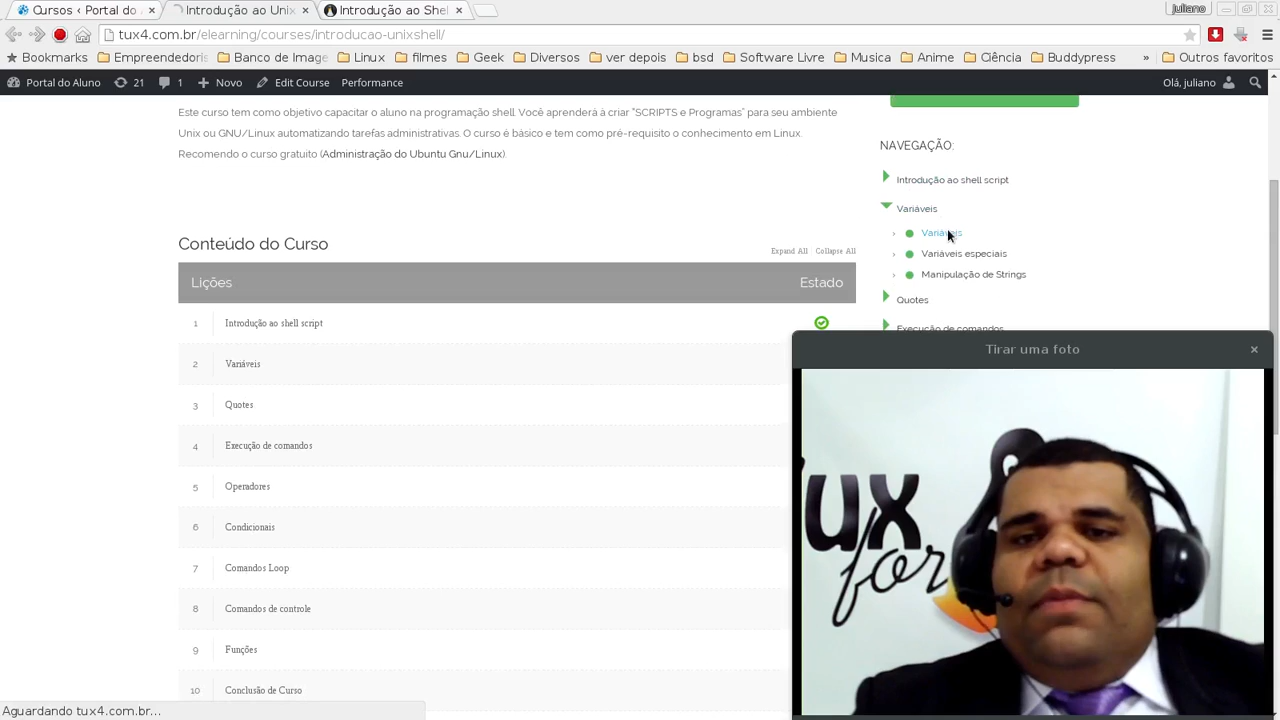 juliano
Cursos ‹ Portal do A
Introdução ao Unix
Introdução ao Shel
tux4.com.br/elearning/courses/introducao-unixshell/
Bookmarks Empreendedori Banco de Image Linux filmes Geek Diversos ver depois bsd Software Livre Musica Anime Ciência Buddypress » Outros favoritos
Portal do Aluno 21 1 Novo Edit Course Performance Olá, juliano
Este curso tem como objetivo capacitar o aluno na programação shell. Você aprenderá à criar "SCRIPTS e Programas" para seu ambiente
Unix ou GNU/Linux automatizando tarefas administrativas. O curso é básico e tem como pré-requisito o conhecimento em Linux.
Recomendo o curso gratuito (Administração do Ubuntu Gnu/Linux).
Conteúdo do Curso
Expand All Collapse All
Lições Estado
1 Introdução ao shell script
2 Variáveis
3 Quotes
4 Execução de comandos
5 Operadores
6 Condicionais
7 Comandos Loop
8 Comandos de controle
9 Funções
10 Conclusão de Curso
NAVEGAÇÃO:
Introdução ao shell script
Variáveis
› Variáveis
› Variáveis especiais
› Manipulação de Strings
Quotes
Execução de comandos
Tirar uma foto ×
ux
for
Aguardando tux4.com.br...